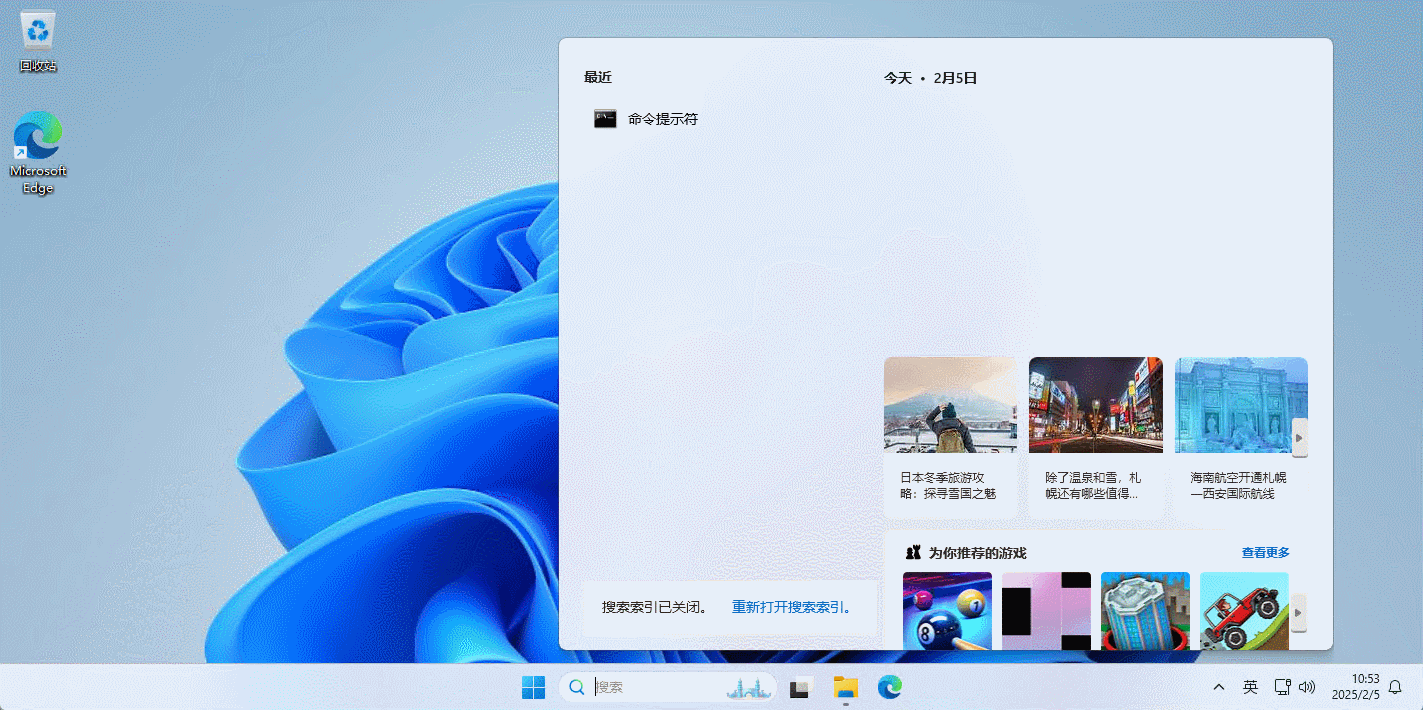 回收站
Microsoft
Edge
最近
今天 • 2月5日
命令提示符
日本冬季旅游攻
略：探寻雪国之魅
除了温泉和雪，札
幌还有哪些值得...
海南航空开通札幌
—西安国际航线
为你推荐的游戏
查看更多
搜索索引已关闭。 重新打开搜索索引。
搜索
英
10:53
2025/2/5